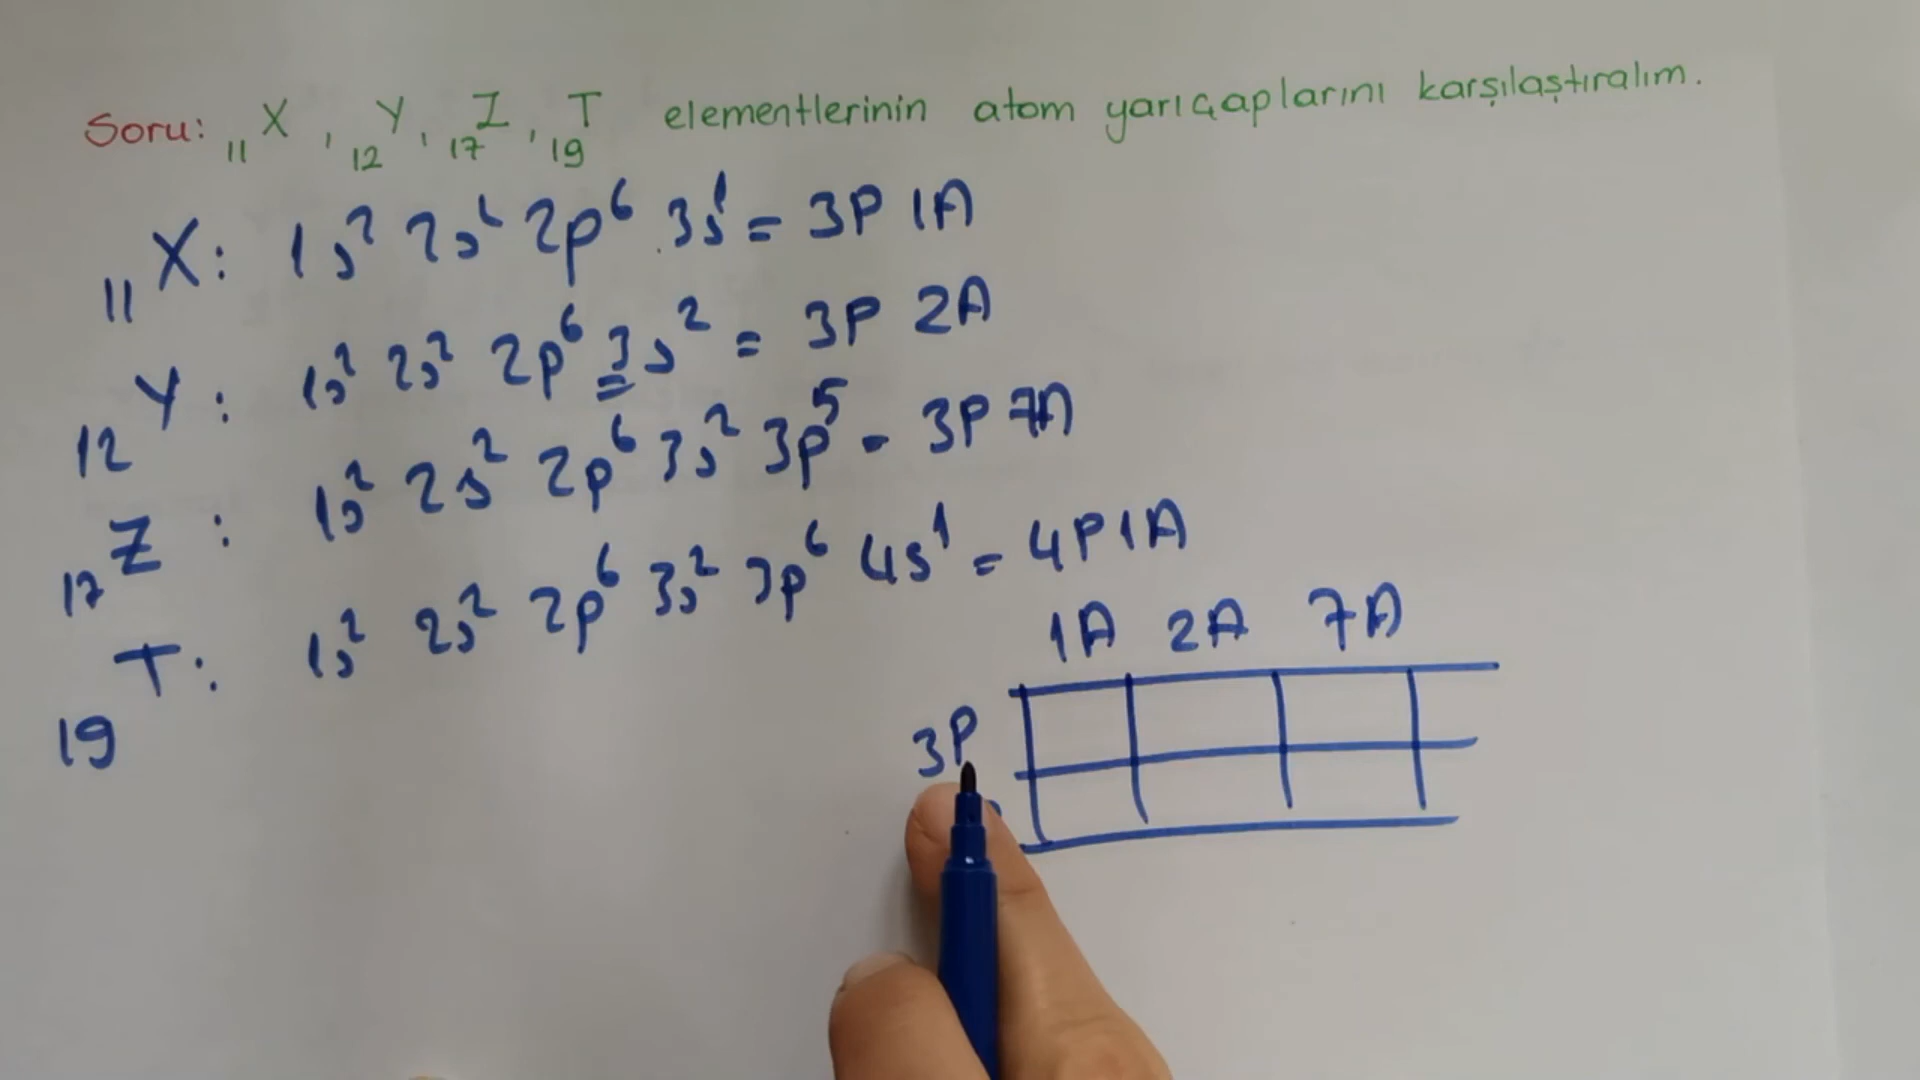 Soru: ₁₁X, ₁₂Y, ₁₇Z, ₁₉T elementlerinin atom yarıçaplarını karşılaştıralım.
₁₁X: 1s² 2s² 2p⁶ 3s¹ = 3P 1A
₁₂Y: 1s² 2s² 2p⁶ 3s² = 3P 2A
₁₇Z: 1s² 2s² 2p⁶ 3s² 3p⁵ = 3P 7A
₁₉T: 1s² 2s² 2p⁶ 3s² 3p⁶ 4s¹ = 4P 1A
1A 2A 7A
3P